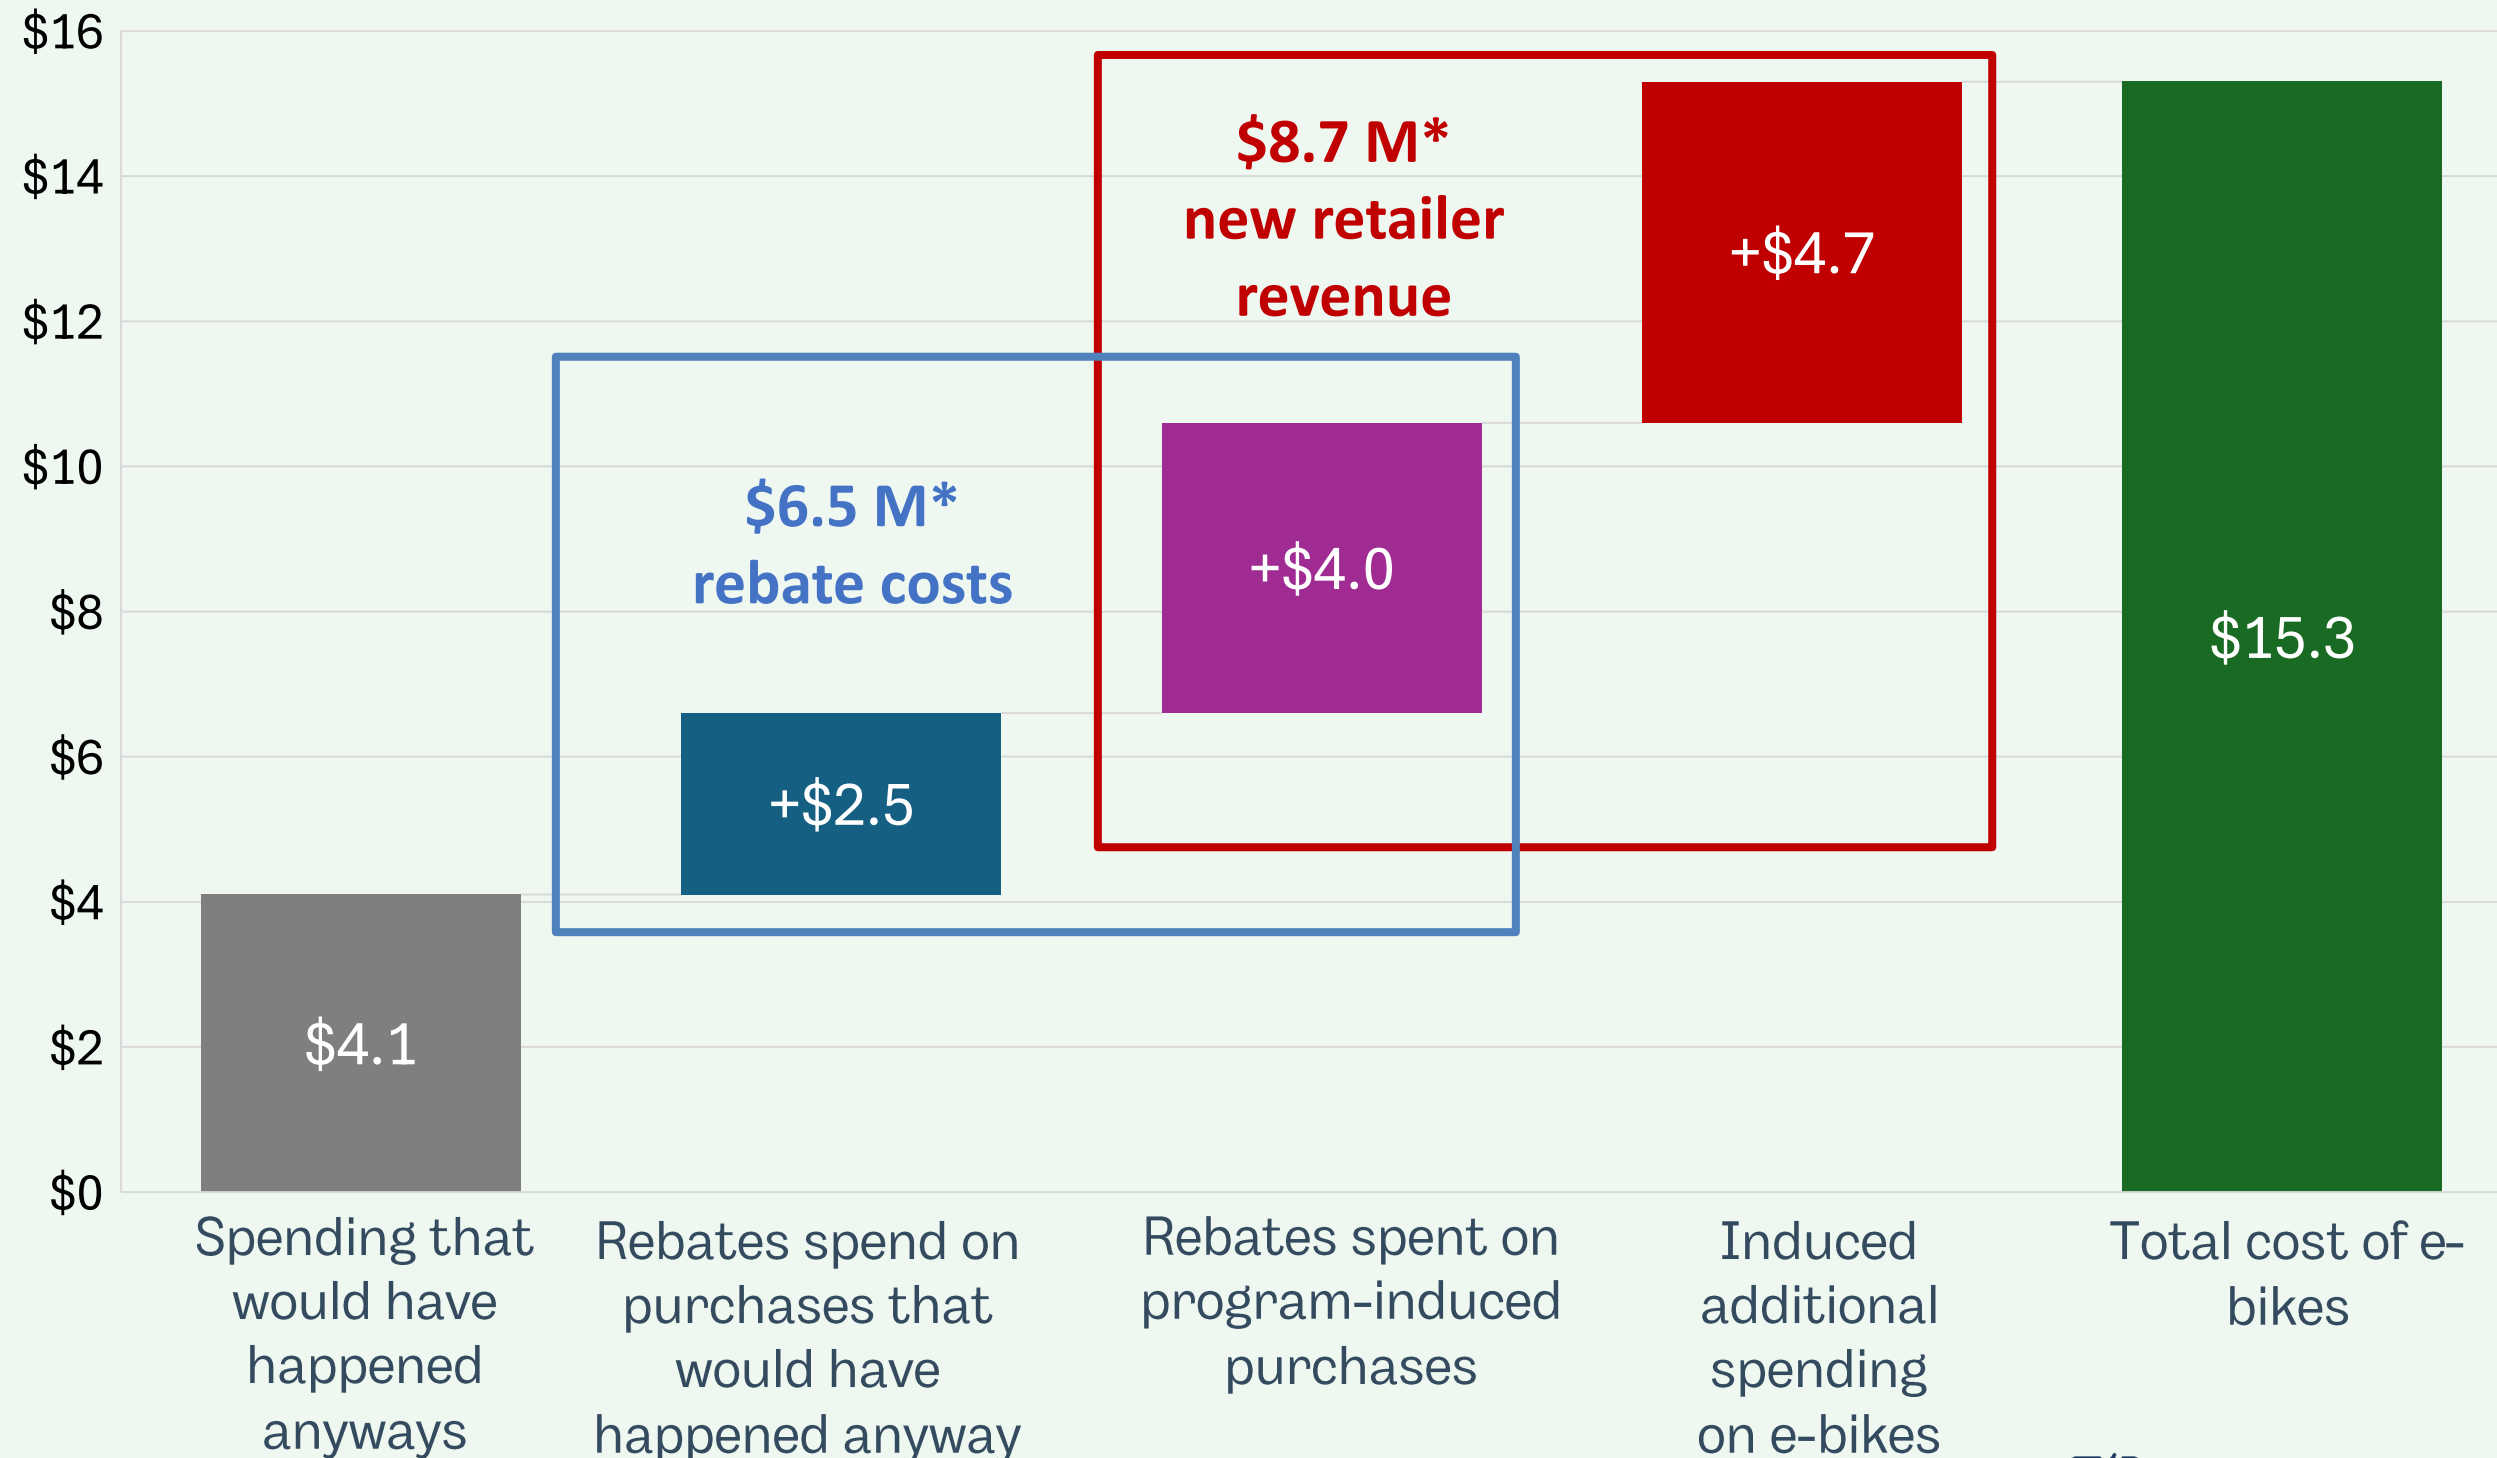 $16
$14
$12
$10
$8
$6
$4
$2
$0
$8.7 M*
new retailer
revenue
$6.5 M*
rebate costs
$4.1
+$2.5
+$4.0
+$4.7
$15.3
Spending that
would have
happened
anyways
Rebates spend on
purchases that
would have
happened anyway
Rebates spent on
program-induced
purchases
Induced
additional
spending
on e-bikes
Total cost of e-
bikes